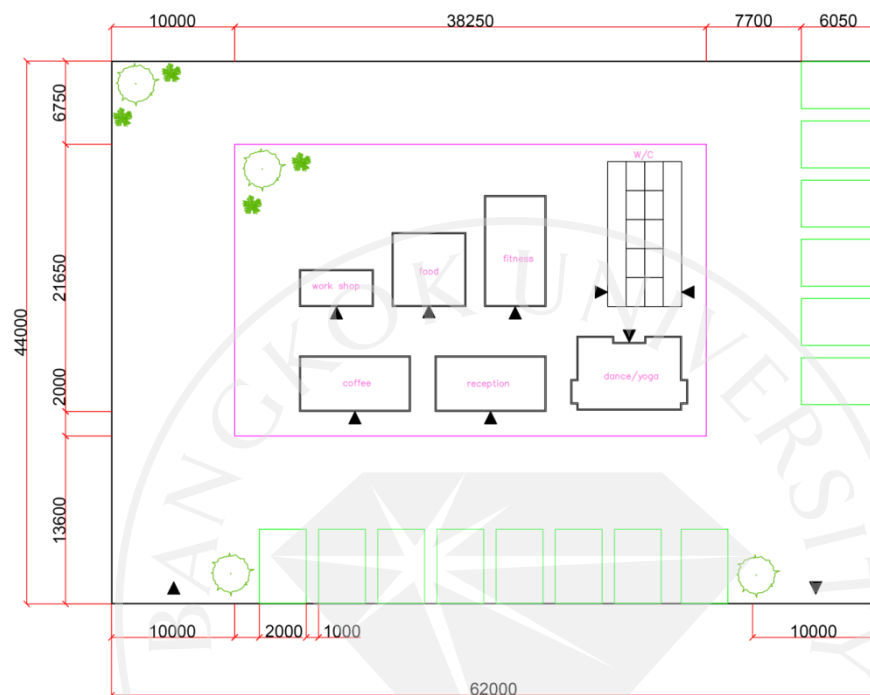 10000 38250 7700 6050
6750
W/C
fitness
food
work shop
21650
44000
coffee
reception
dance/yoga
2000
13600
10000 2000 1000 10000
62000
BANGKOK UNIVERSITY